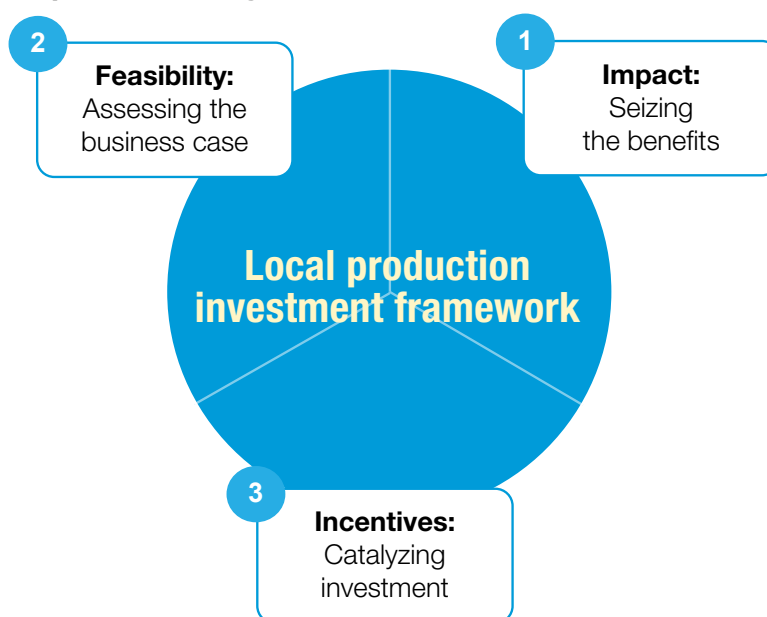 2
Feasibility:
Assessing the
business case
1
Impact:
Seizing
the benefits
Local production
investment framework
3
Incentives:
Catalyzing
investment